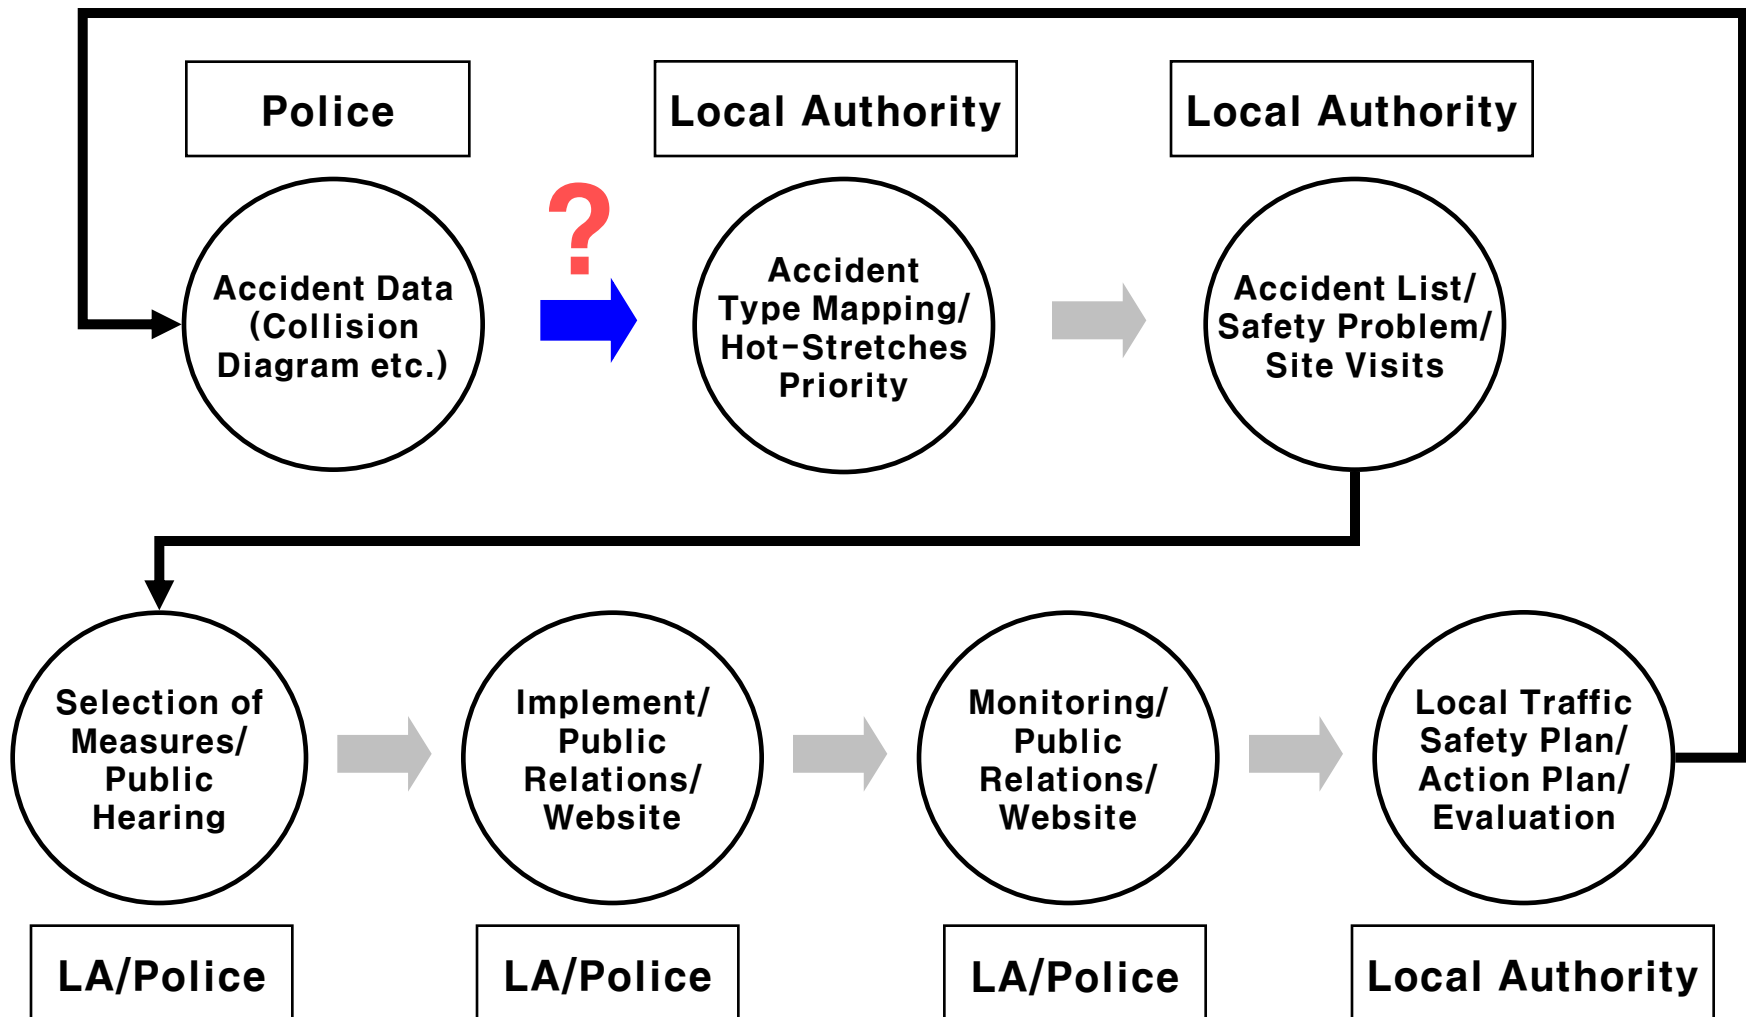 Police
Local Authority
Local Authority
?
Accident Data
(Collision
Diagram etc.)
Accident
Type Mapping/
Hot-Stretches
Priority
Accident List/
Safety Problem/
Site Visits
Selection of
Measures/
Public
Hearing
Implement/
Public
Relations/
Website
Monitoring/
Public
Relations/
Website
Local Traffic
Safety Plan/
Action Plan/
Evaluation
LA/Police
LA/Police
LA/Police
Local Authority